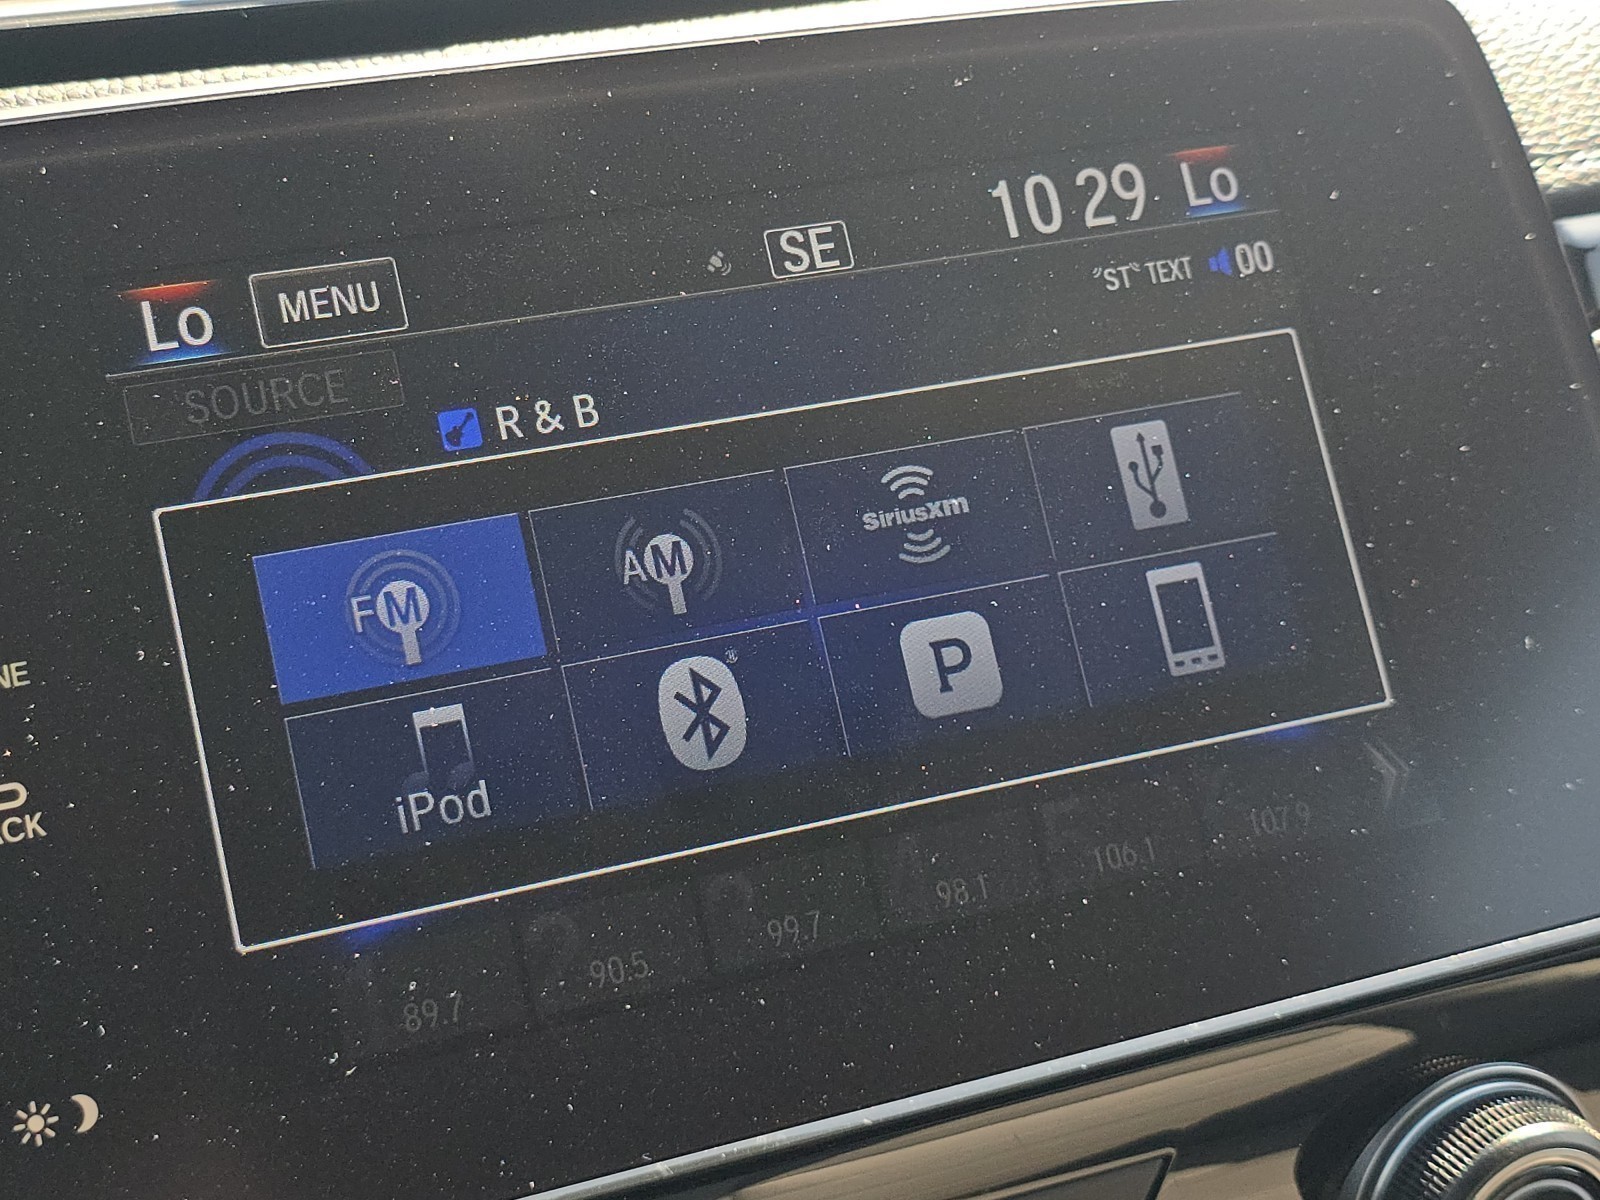 10 29 Lo
SE
"ST" TEXT 00
Lo MENU
SOURCE
R & B
FM AM SiriusXM
iPod ® P
NE
CK
89.7 90.5 99.7 98.1 106.1 107.9